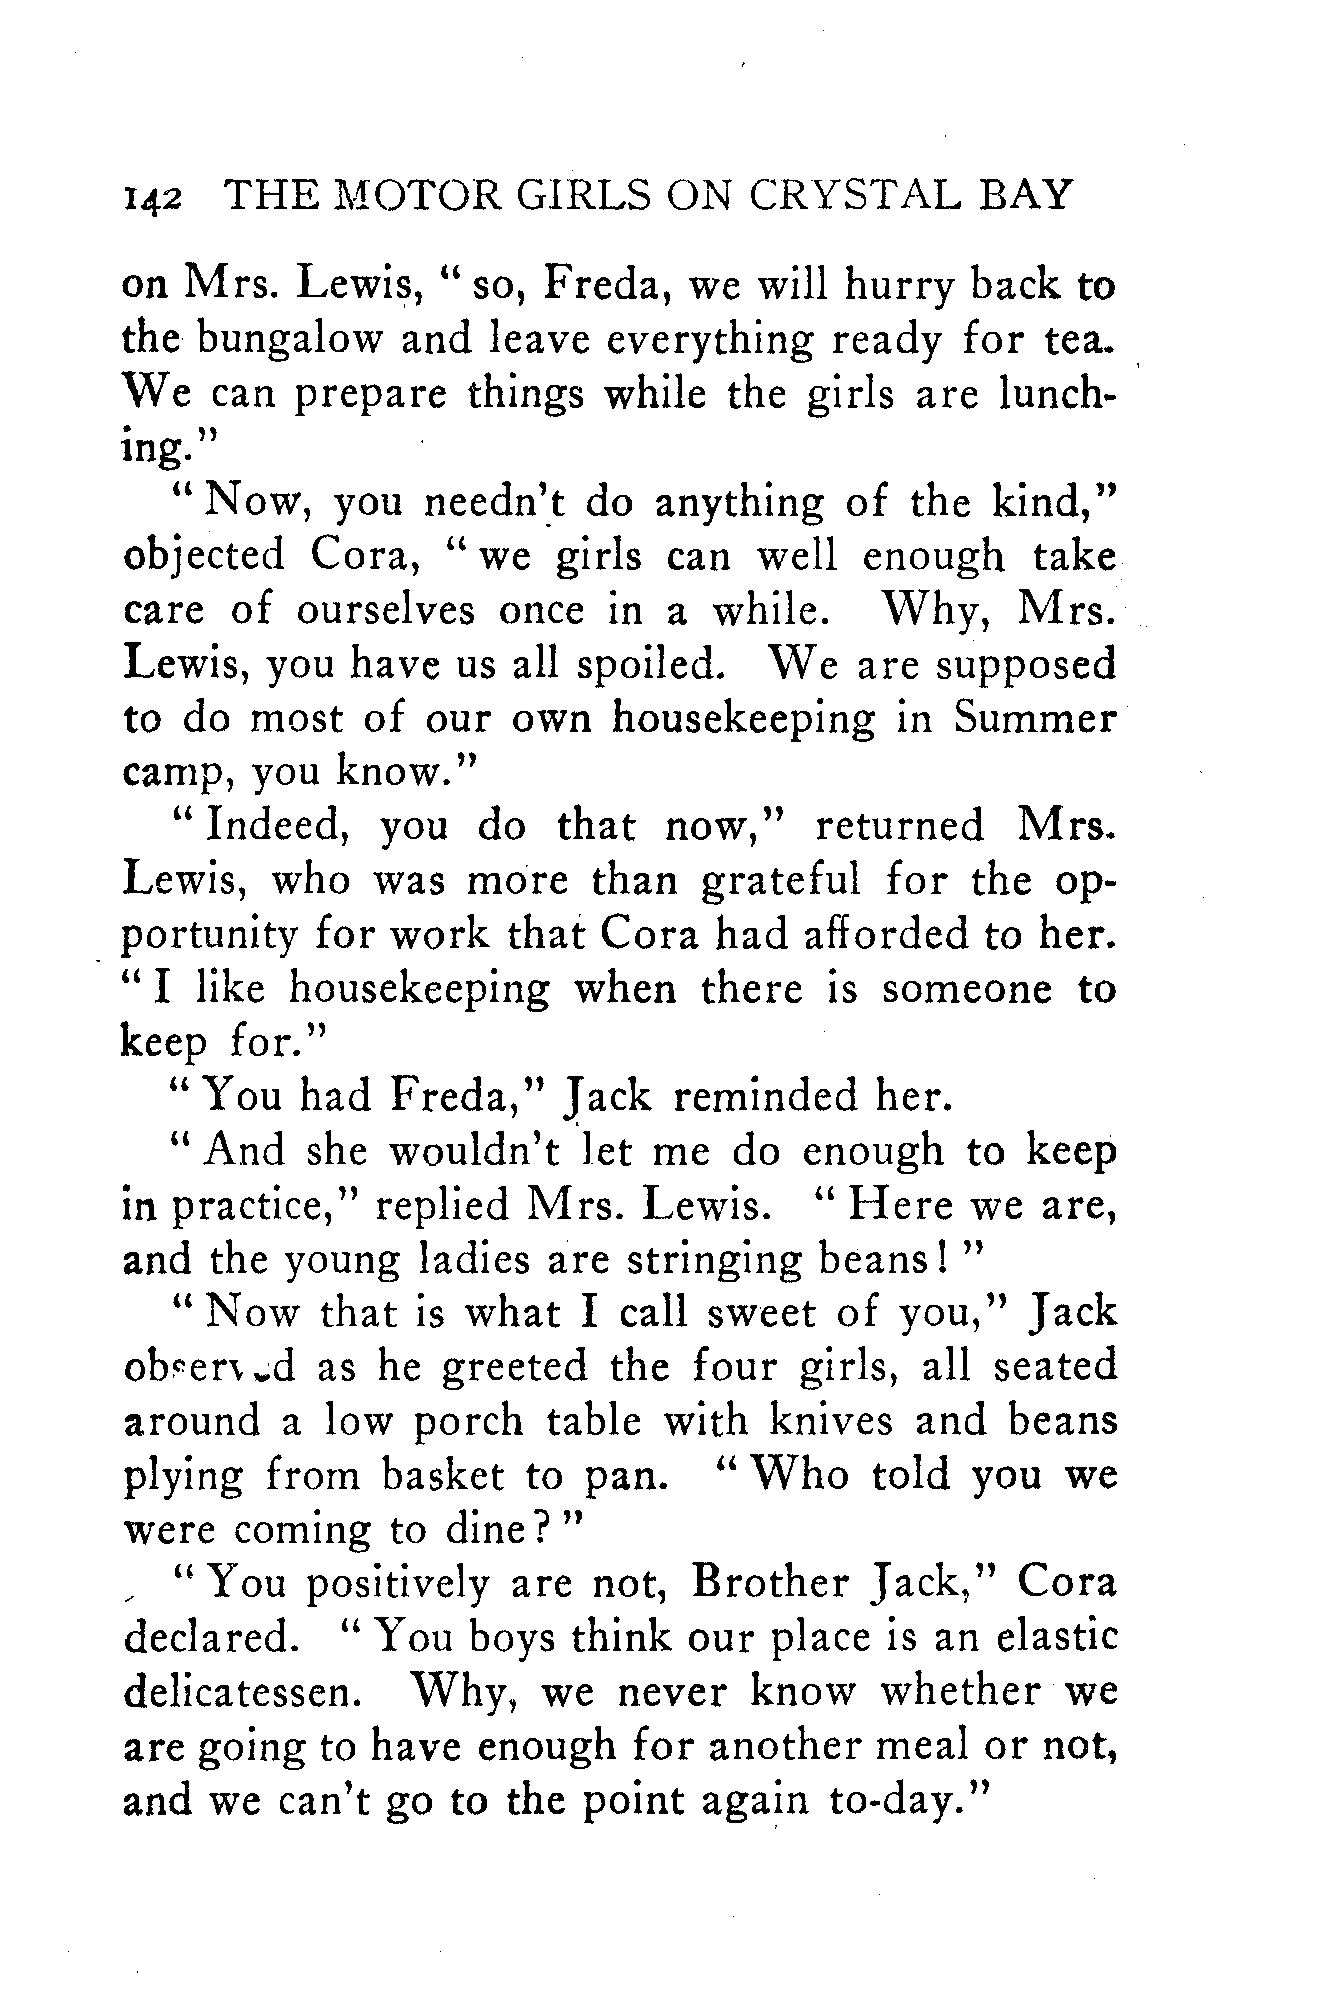 142 THE MOTOR GIRLS ON CRYSTAL BAY
on Mrs. Lewis, “ so, Freda, we will hurry back to
the bungalow and leave everything ready for tea.
We can prepare things while the girls are lunch-
ing.”
“ Now, you needn’t do anything of the kind,”
objected Cora, “ we girls can well enough take
care of ourselves once in a while. Why, Mrs.
Lewis, you have us all spoiled. We are supposed
to do most of our own housekeeping in Summer
camp, you know.”
“ Indeed, you do that now,” returned Mrs.
Lewis, who was more than grateful for the op-
portunity for work that Cora had afforded to her.
“ I like housekeeping when there is someone to
keep for.”
“ You had Freda,” Jack reminded her.
“ And she wouldn’t let me do enough to keep
in practice,” replied Mrs. Lewis. “ Here we are,
and the young ladies are stringing beans! ”
“ Now that is what I call sweet of you,” Jack
observed as he greeted the four girls, all seated
around a low porch table with knives and beans
plying from basket to pan. “ Who told you we
were coming to dine? ”
“ You positively are not, Brother Jack,” Cora
declared. “ You boys think our place is an elastic
delicatessen. Why, we never know whether we
are going to have enough for another meal or not,
and we can’t go to the point again to-day.”